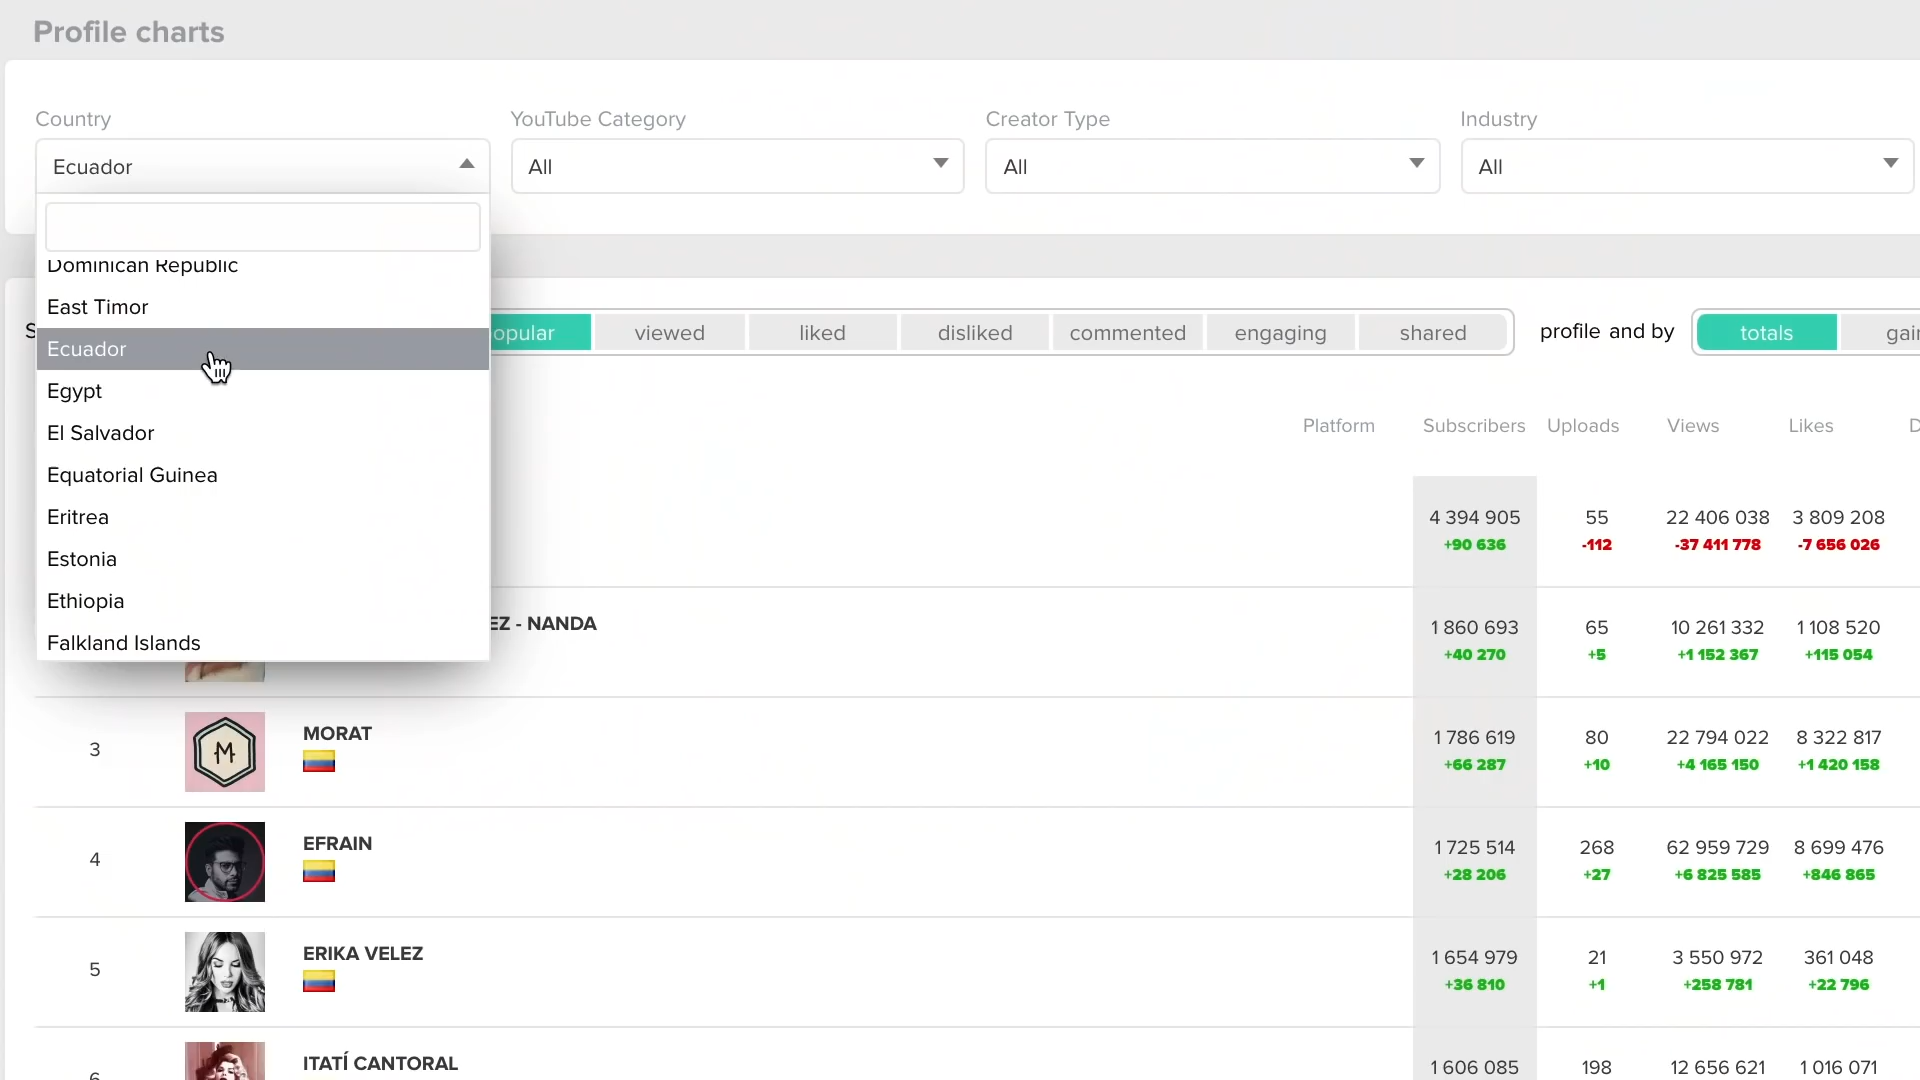 Profile charts
Country
YouTube Category
Creator Type
Industry
Ecuador
All
All
All
Dominican Republic
East Timor
Ecuador
Egypt
El Salvador
Equatorial Guinea
Eritrea
Estonia
Ethiopia
Falkland Islands
opular
viewed
liked
disliked
commented
engaging
shared
profile and by
totals
gai
Platform
Subscribers
Uploads
Views
Likes
4 394 905 55 22 406 038 3 809 208
+90 636 -112 -37 411 778 -7 656 026
EZ - NANDA
1 860 693 65 10 261 332 1 108 520
+40 270 +5 +1 152 367 +115 054
3
M
MORAT
1 786 619 80 22 794 022 8 322 817
+66 287 +10 +4 165 150 +1 420 158
4
EFRAIN
1 725 514 268 62 959 729 8 699 476
+28 206 +27 +6 825 585 +846 865
5
ERIKA VELEZ
1 654 979 21 3 550 972 361 048
+36 810 +1 +258 781 +22 796
6
ITATÍ CANTORAL
1 606 085 198 12 656 621 1 016 071